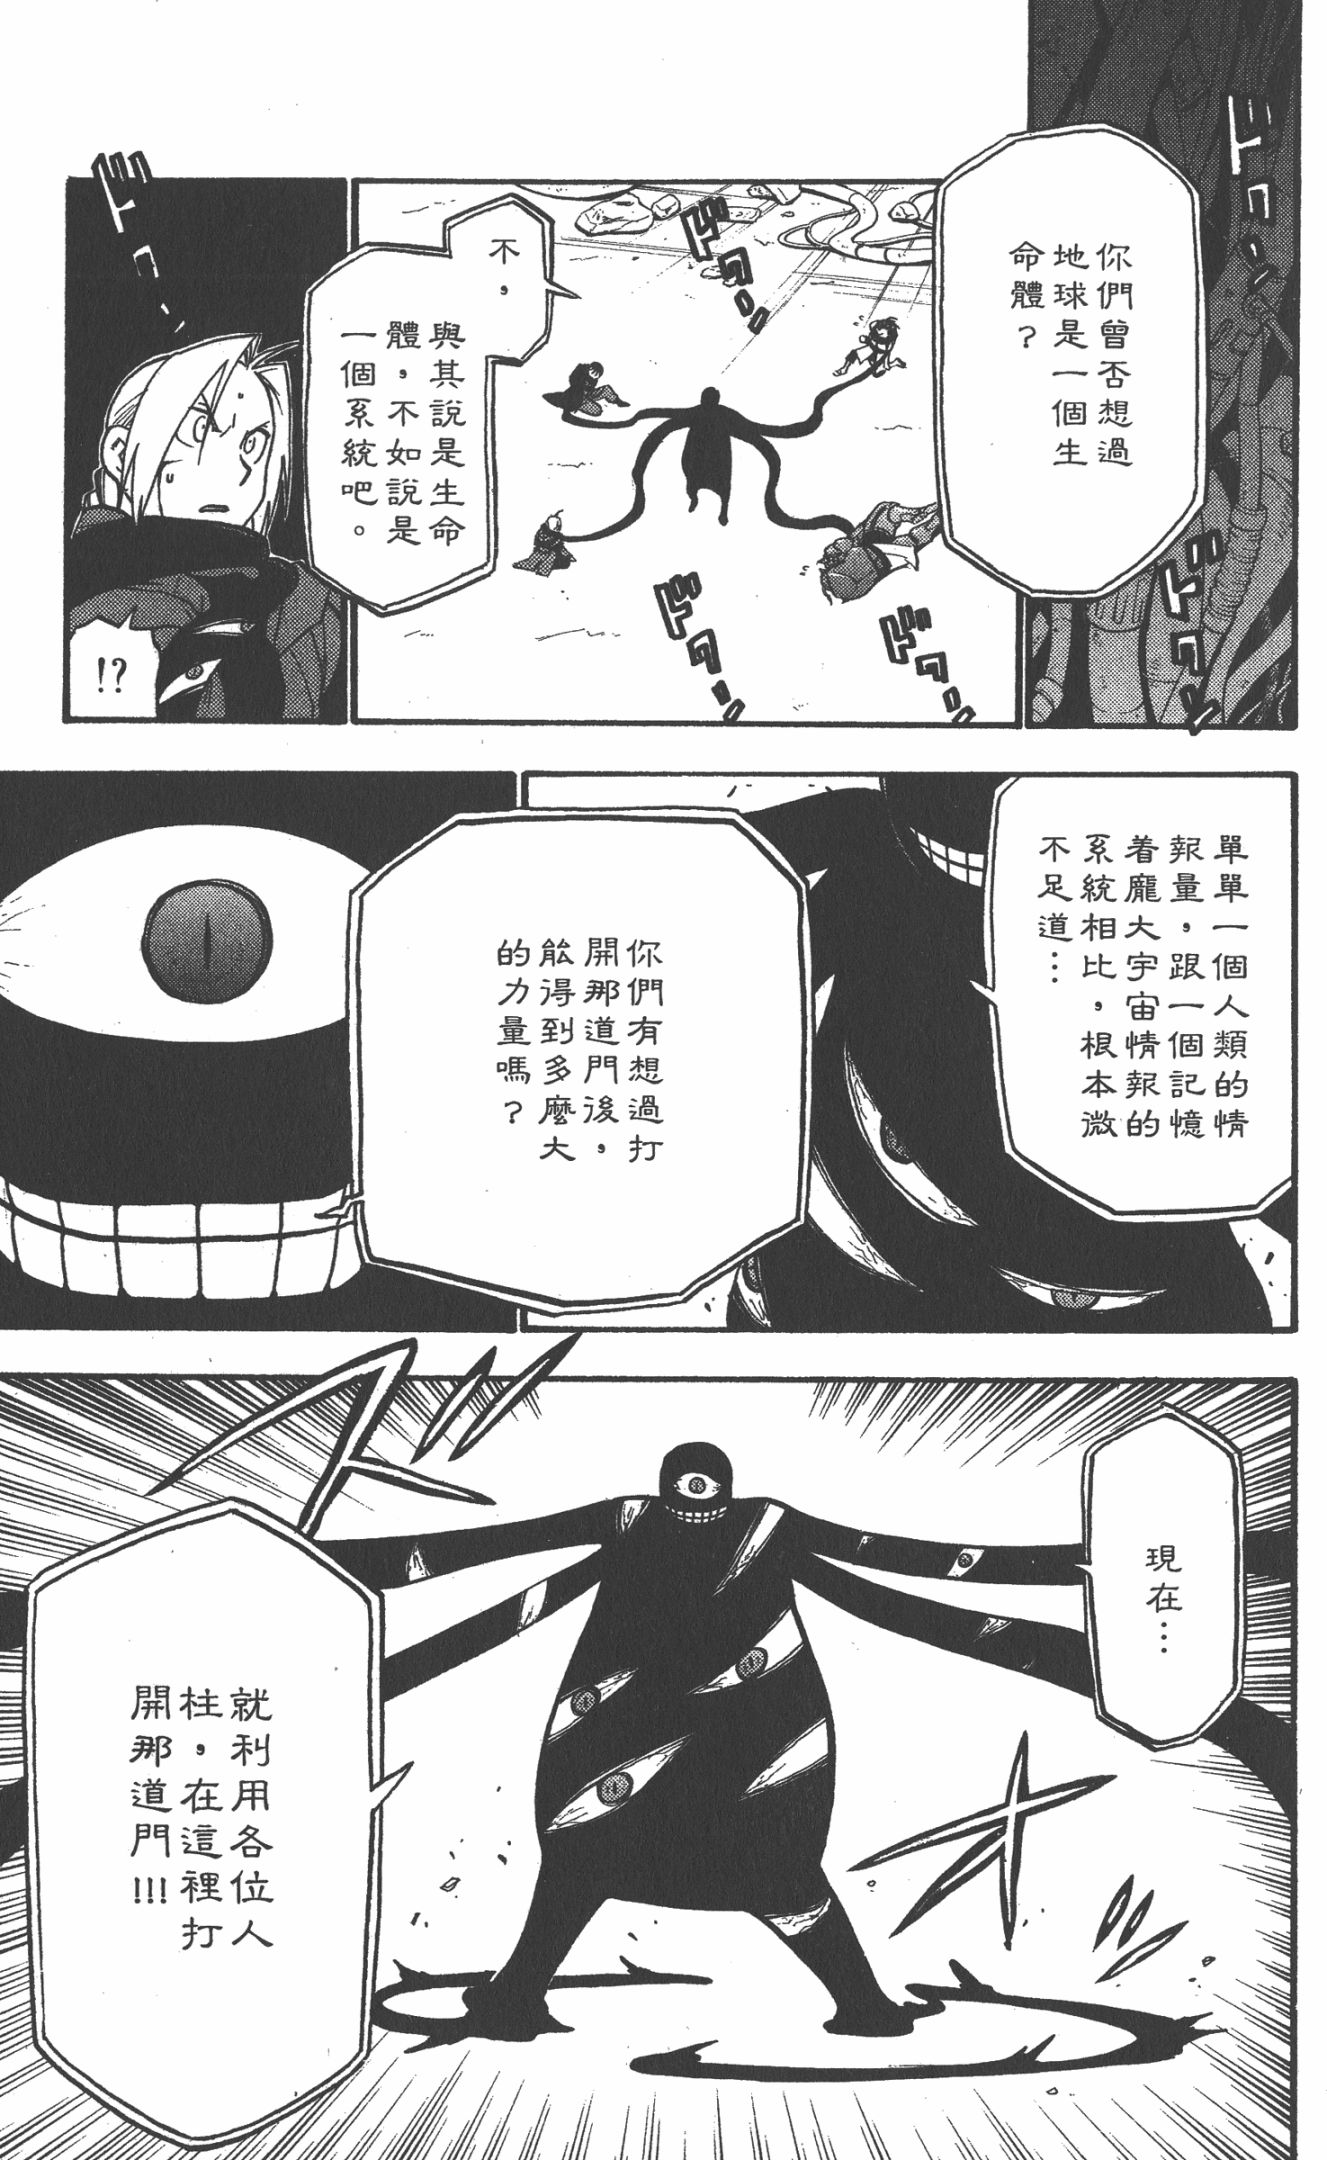 你們曾否想過
地球是一個生
命體？
不，
與其說是生命
體，不如說是
一個系統吧。
!?
單單一個人類的情
報量，跟一個記憶
着龐大宇宙情報的
系統相比，根本微
不足道…
你們有想過打
開那道門後，
能得到多麼大
的力量嗎？
現在…
就利用各位人
柱，在這裡打
開那道門!!!